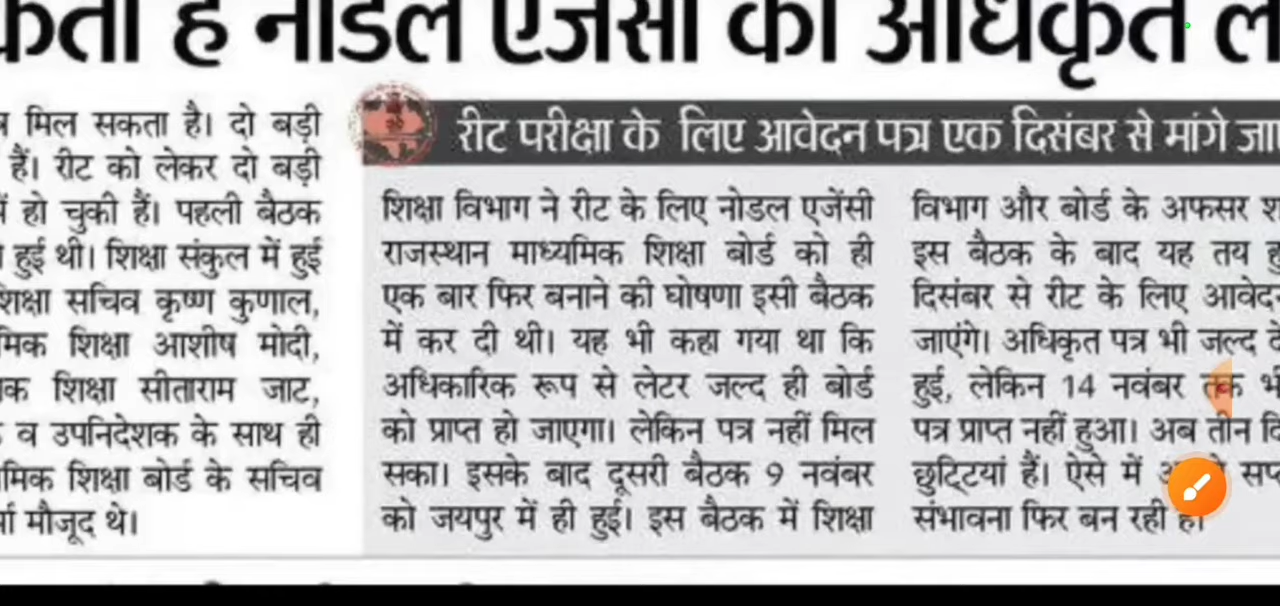 नोडल एजेंसी को अधिकृत
मिल सकता है। दो बड़ी
हैं। रीट को लेकर दो बड़ी
हो चुकी हैं। पहली बैठक
हुई थी। शिक्षा संकुल में हुई
शिक्षा सचिव कृष्ण कुणाल,
शिक्षा आशीष मोदी,
शिक्षा सीताराम जाट,
व उपनिदेशक के साथ ही
शिक्षा बोर्ड के सचिव
मौजूद थे।
रीट परीक्षा के लिए आवेदन पत्र एक दिसंबर से मांगे
शिक्षा विभाग ने रीट के लिए नोडल एजेंसी
राजस्थान माध्यमिक शिक्षा बोर्ड को ही
एक बार फिर बनाने की घोषणा इसी बैठक
में कर दी थी। यह भी कहा गया था कि
अधिकारिक रूप से लेटर जल्द ही बोर्ड
को प्राप्त हो जाएगा। लेकिन पत्र नहीं मिल
सका। इसके बाद दूसरी बैठक 9 नवंबर
को जयपुर में ही हुई। इस बैठक में शिक्षा
विभाग और बोर्ड के अफसर
इस बैठक के बाद यह तय
दिसंबर से रीट के लिए
जाएंगे। अधिकृत पत्र भी जल्द
हुई, लेकिन 14 नवंबर तक
पत्र प्राप्त नहीं हुआ। अब तीन
छुट्टियां हैं। ऐसे में
संभावना फिर बन रही है।